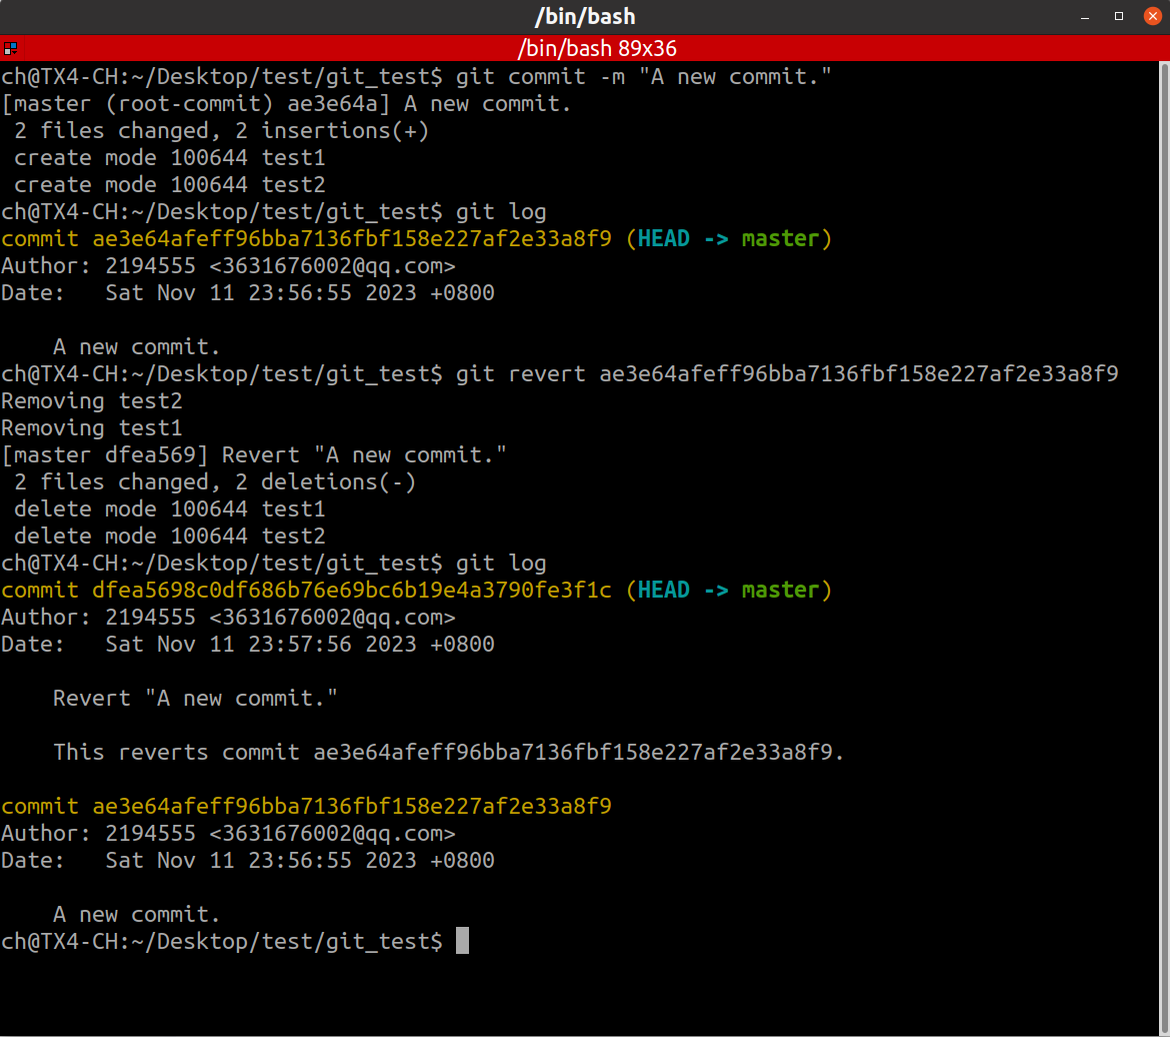 /bin/bash
/bin/bash 89x36
ch@TX4-CH:~/Desktop/test/git_test$ git commit -m "A new commit."
[master (root-commit) ae3e64a] A new commit.
 2 files changed, 2 insertions(+)
 create mode 100644 test1
 create mode 100644 test2
ch@TX4-CH:~/Desktop/test/git_test$ git log
commit ae3e64afeff96bba7136fbf158e227af2e33a8f9 (HEAD -> master)
Author: 2194555 <3631676002@qq.com>
Date:   Sat Nov 11 23:56:55 2023 +0800
    A new commit.
ch@TX4-CH:~/Desktop/test/git_test$ git revert ae3e64afeff96bba7136fbf158e227af2e33a8f9
Removing test2
Removing test1
[master dfea569] Revert "A new commit."
 2 files changed, 2 deletions(-)
 delete mode 100644 test1
 delete mode 100644 test2
ch@TX4-CH:~/Desktop/test/git_test$ git log
commit dfea5698c0df686b76e69bc6b19e4a3790fe3f1c (HEAD -> master)
Author: 2194555 <3631676002@qq.com>
Date:   Sat Nov 11 23:57:56 2023 +0800
    Revert "A new commit."
    This reverts commit ae3e64afeff96bba7136fbf158e227af2e33a8f9.
commit ae3e64afeff96bba7136fbf158e227af2e33a8f9
Author: 2194555 <3631676002@qq.com>
Date:   Sat Nov 11 23:56:55 2023 +0800
    A new commit.
ch@TX4-CH:~/Desktop/test/git_test$